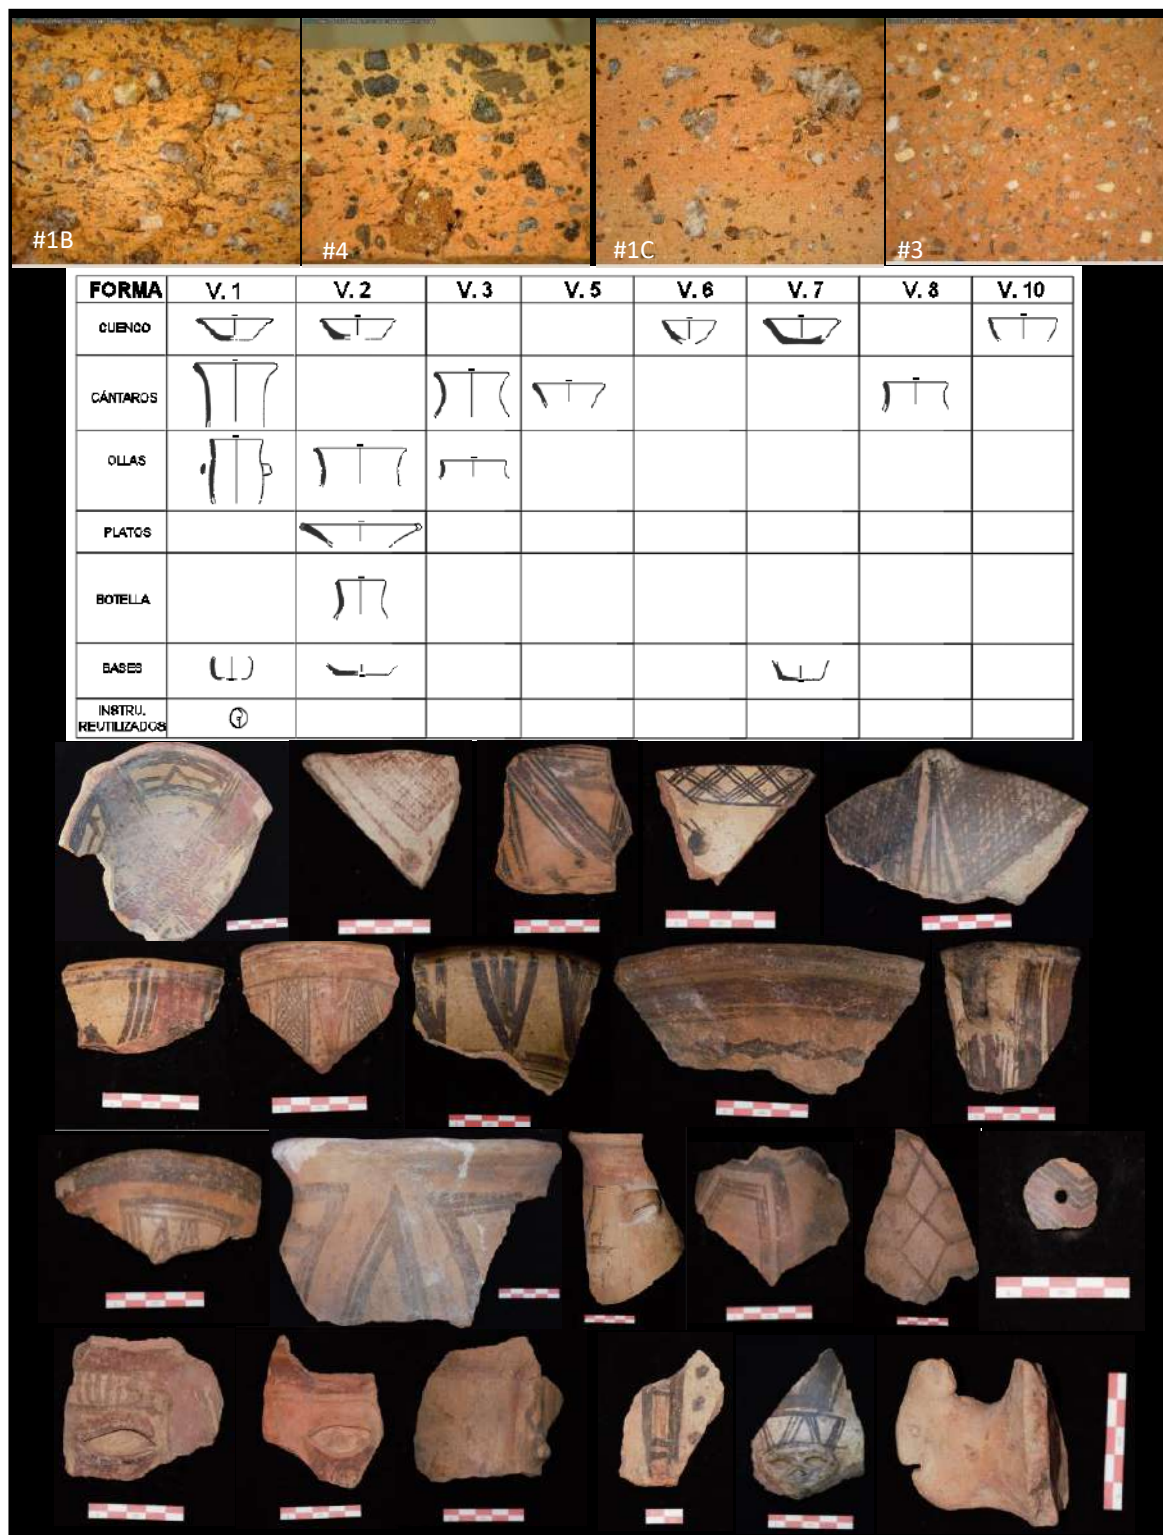 #1B #4 #1C #3
FORMA V. 1 V. 2 V. 3 V. 5 V. 6 V. 7 V. 8 V. 10
CUENCO
CÁNTAROS
OLLAS
PLATOS
BOTELLA
BASES
INSTRU.
REUTILIZADOS